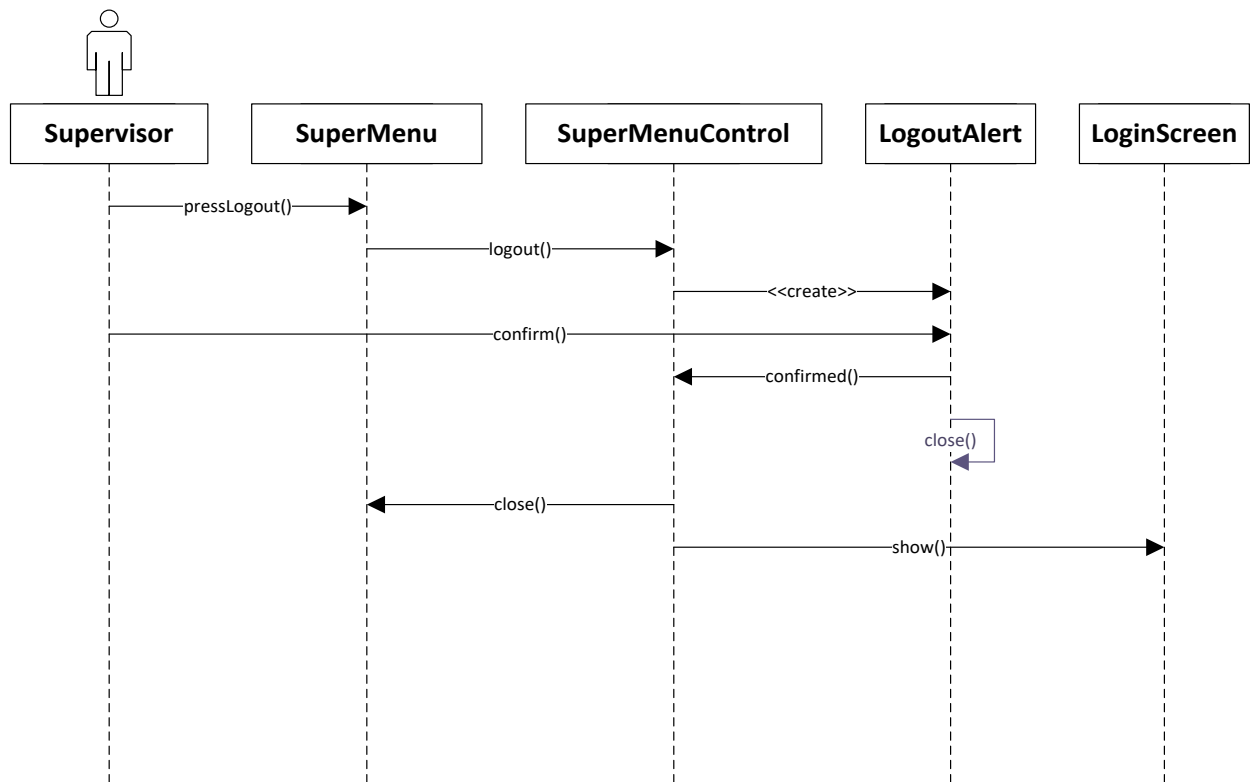 Supervisor
SuperMenu
SuperMenuControl
LogoutAlert
LoginScreen
pressLogout()
logout()
<<create>>
confirm()
confirmed()
close()
close()
show()